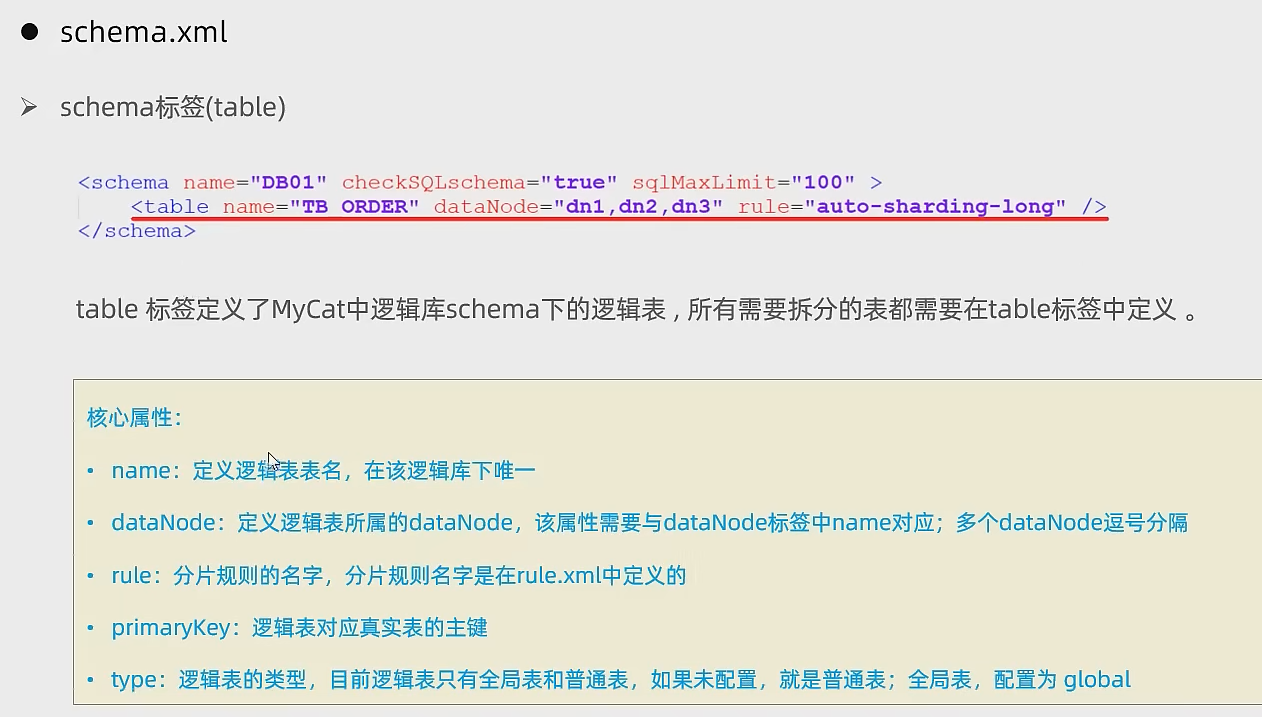 ● schema.xml
➢ schema标签(table)
<schema name="DB01" checkSQLschema="true" sqlMaxLimit="100" >
<table name="TB ORDER" dataNode="dn1,dn2,dn3" rule="auto-sharding-long" />
</schema>
table 标签定义了MyCat中逻辑库schema下的逻辑表 , 所有需要拆分的表都需要在table标签中定义 。
核心属性：
• name：定义逻辑表表名，在该逻辑库下唯一
• dataNode：定义逻辑表所属的dataNode，该属性需要与dataNode标签中name对应；多个dataNode逗号分隔
• rule：分片规则的名字，分片规则名字是在rule.xml中定义的
• primaryKey：逻辑表对应真实表的主键
• type：逻辑表的类型，目前逻辑表只有全局表和普通表，如果未配置，就是普通表；全局表，配置为 global